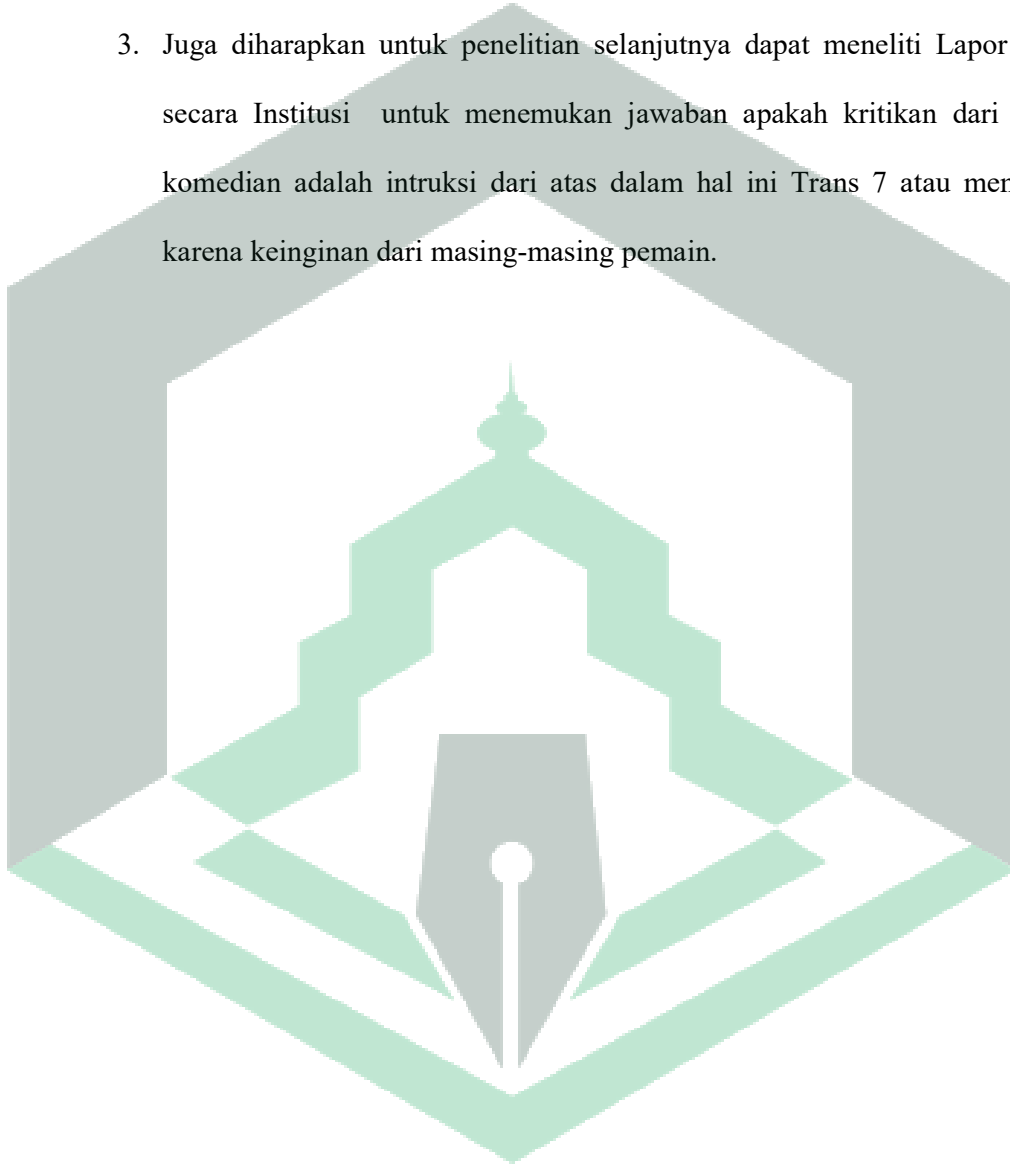 3. Juga diharapkan untuk penelitian selanjutnya dapat meneliti Lapor
secara Institusi untuk menemukan jawaban apakah kritikan dari
komedian adalah intruksi dari atas dalam hal ini Trans 7 atau
karena keinginan dari masing-masing pemain.